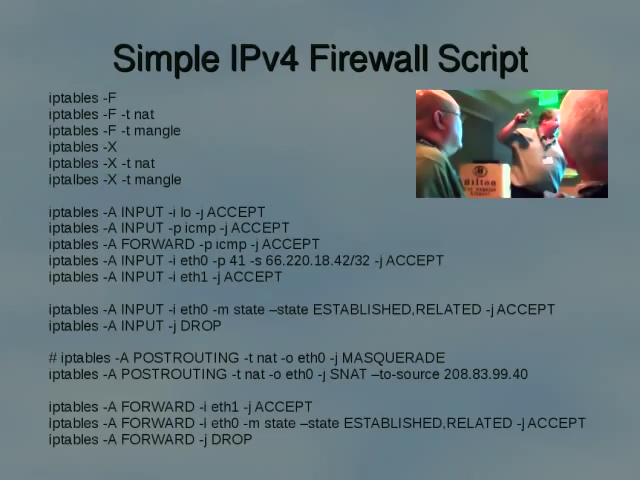 Simple IPv4 Firewall Script
iptables -F
iptables -F -t nat
iptables -F -t mangle
iptables -X
iptables -X -t nat
iptalbes -X -t mangle
iptables -A INPUT -i lo -j ACCEPT
iptables -A INPUT -p icmp -j ACCEPT
iptables -A FORWARD -p icmp -j ACCEPT
iptables -A INPUT -i eth0 -p 41 -s 66.220.18.42/32 -j ACCEPT
iptables -A INPUT -i eth1 -j ACCEPT
iptables -A INPUT -i eth0 -m state –state ESTABLISHED,RELATED -j ACCEPT
iptables -A INPUT -j DROP
# iptables -A POSTROUTING -t nat -o eth0 -j MASQUERADE
iptables -A POSTROUTING -t nat -o eth0 -j SNAT –to-source 208.83.99.40
iptables -A FORWARD -i eth1 -j ACCEPT
iptables -A FORWARD -i eth0 -m state –state ESTABLISHED,RELATED -j ACCEPT
iptables -A FORWARD -j DROP
Hilton